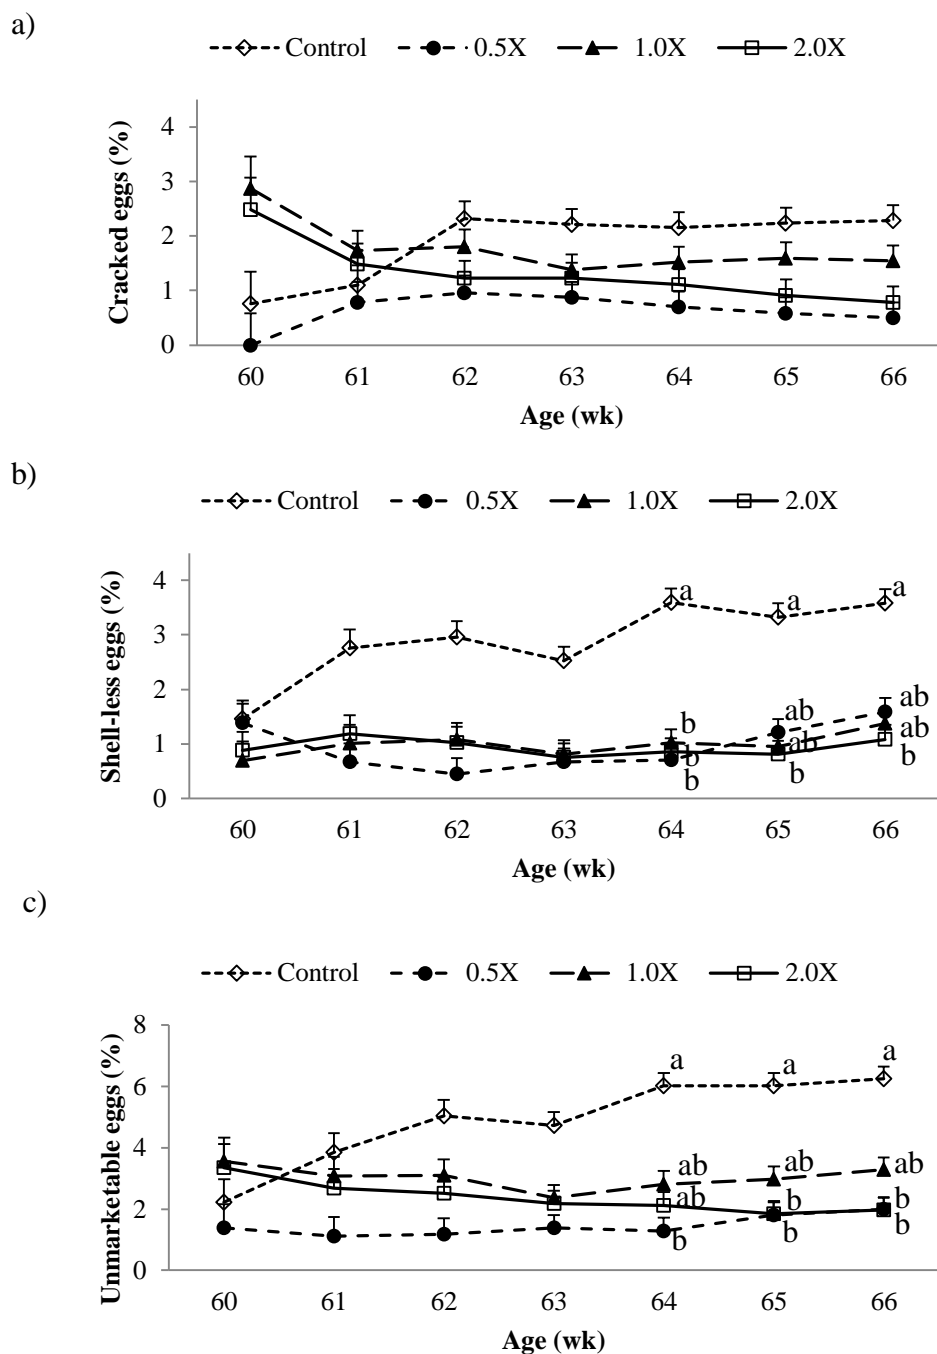 a)
Control 0.5X 1.0X 2.0X
Cracked eggs (%)
4
3
2
1
0
60 61 62 63 64 65 66
Age (wk)
b)
Control 0.5X 1.0X 2.0X
Shell-less eggs (%)
4
3
2
1
0
a a a
b ab ab
b ab ab
b b b
60 61 62 63 64 65 66
Age (wk)
c)
Control 0.5X 1.0X 2.0X
Unmarketable eggs (%)
8
6
4
2
0
a a a
ab ab ab
ab b b
b b b
60 61 62 63 64 65 66
Age (wk)